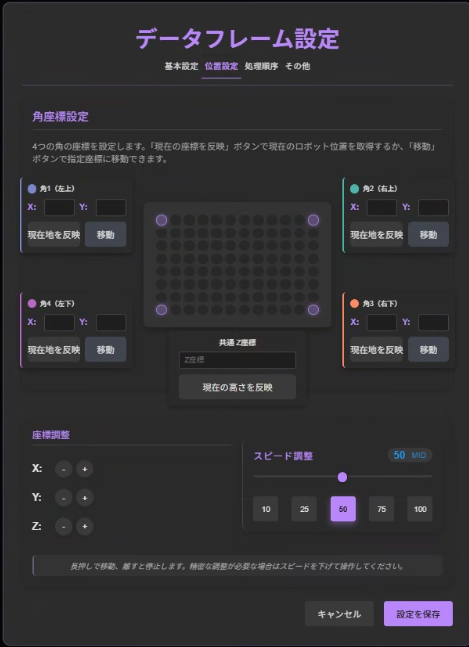 データフレーム設定
基本設定 位置設定 処理順序 その他
角座標設定
4つの角の座標を設定します。「現在の座標を反映」ボタンで現在のロボット位置を取得するか、「移動」
ボタンで指定座標に移動できます。
角1（左上）
X: Y:
現在地を反映 移動
角2（右上）
X: Y:
現在地を反映 移動
角4（左下）
X: Y:
現在地を反映 移動
角3（右下）
X: Y:
現在地を反映 移動
共通 Z座標
Z座標
現在の高さを反映
座標調整
X: - +
Y: - +
Z: - +
スピード調整 50 MID
10 25 50 75 100
長押しで移動、離すと停止します。精密な調整が必要な場合はスピードを下げて操作してください。
キャンセル 設定を保存